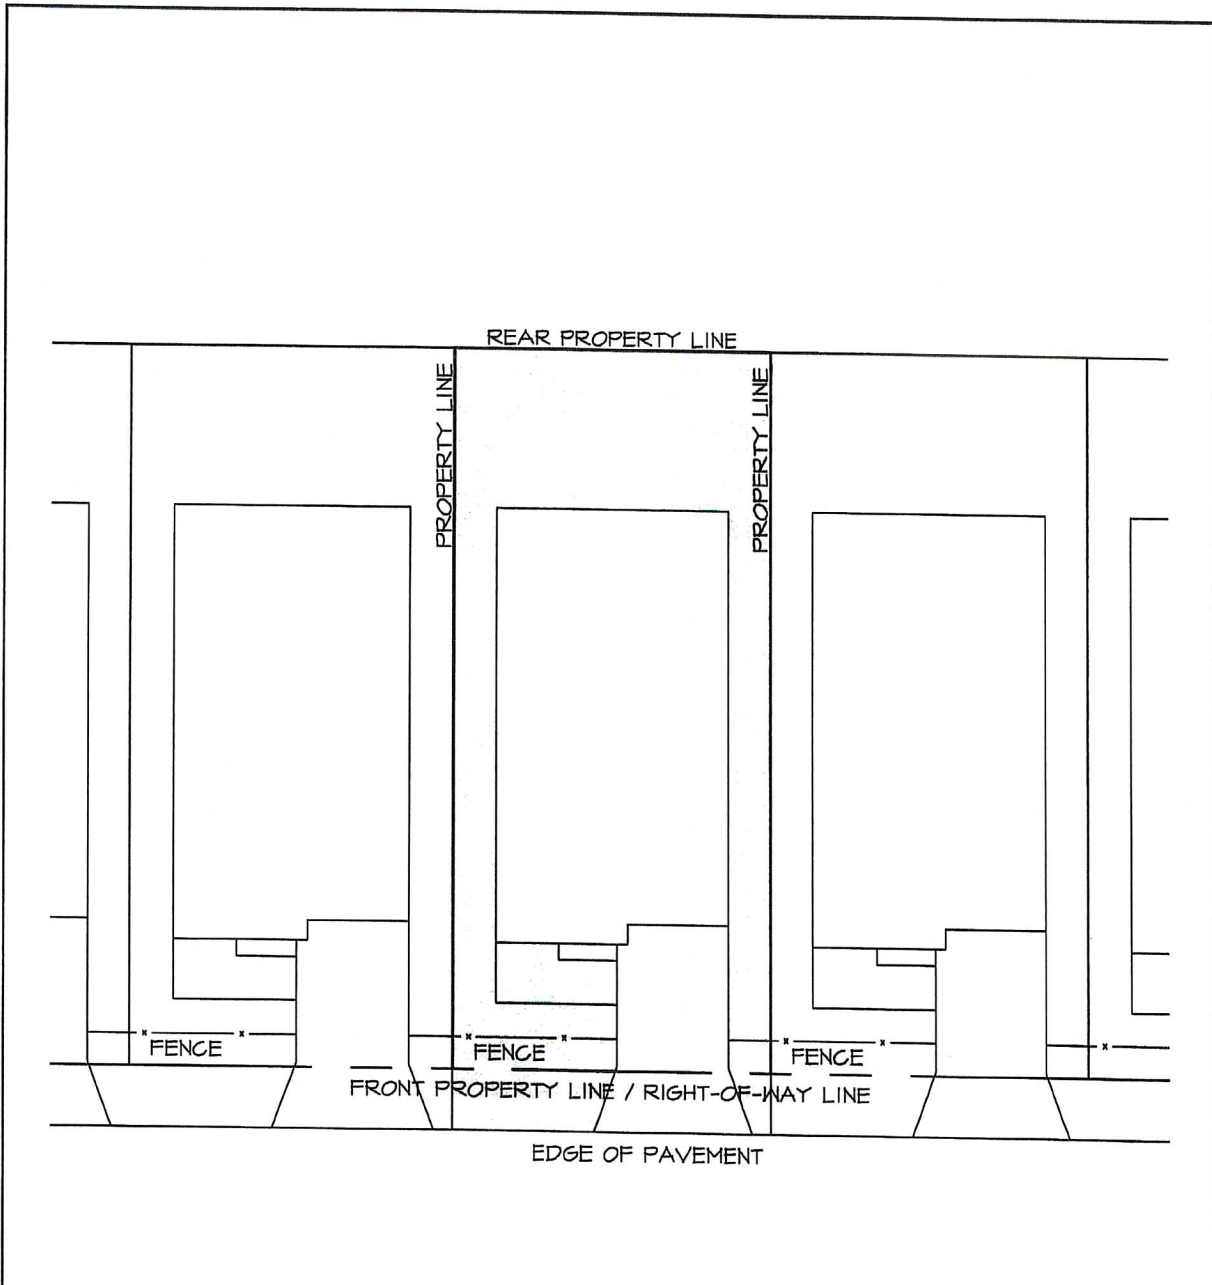 REAR PROPERTY LINE
PROPERTY LINE
PROPERTY LINE
FENCE
FENCE
FENCE
FRONT PROPERTY LINE / RIGHT-OF-WAY LINE
EDGE OF PAVEMENT